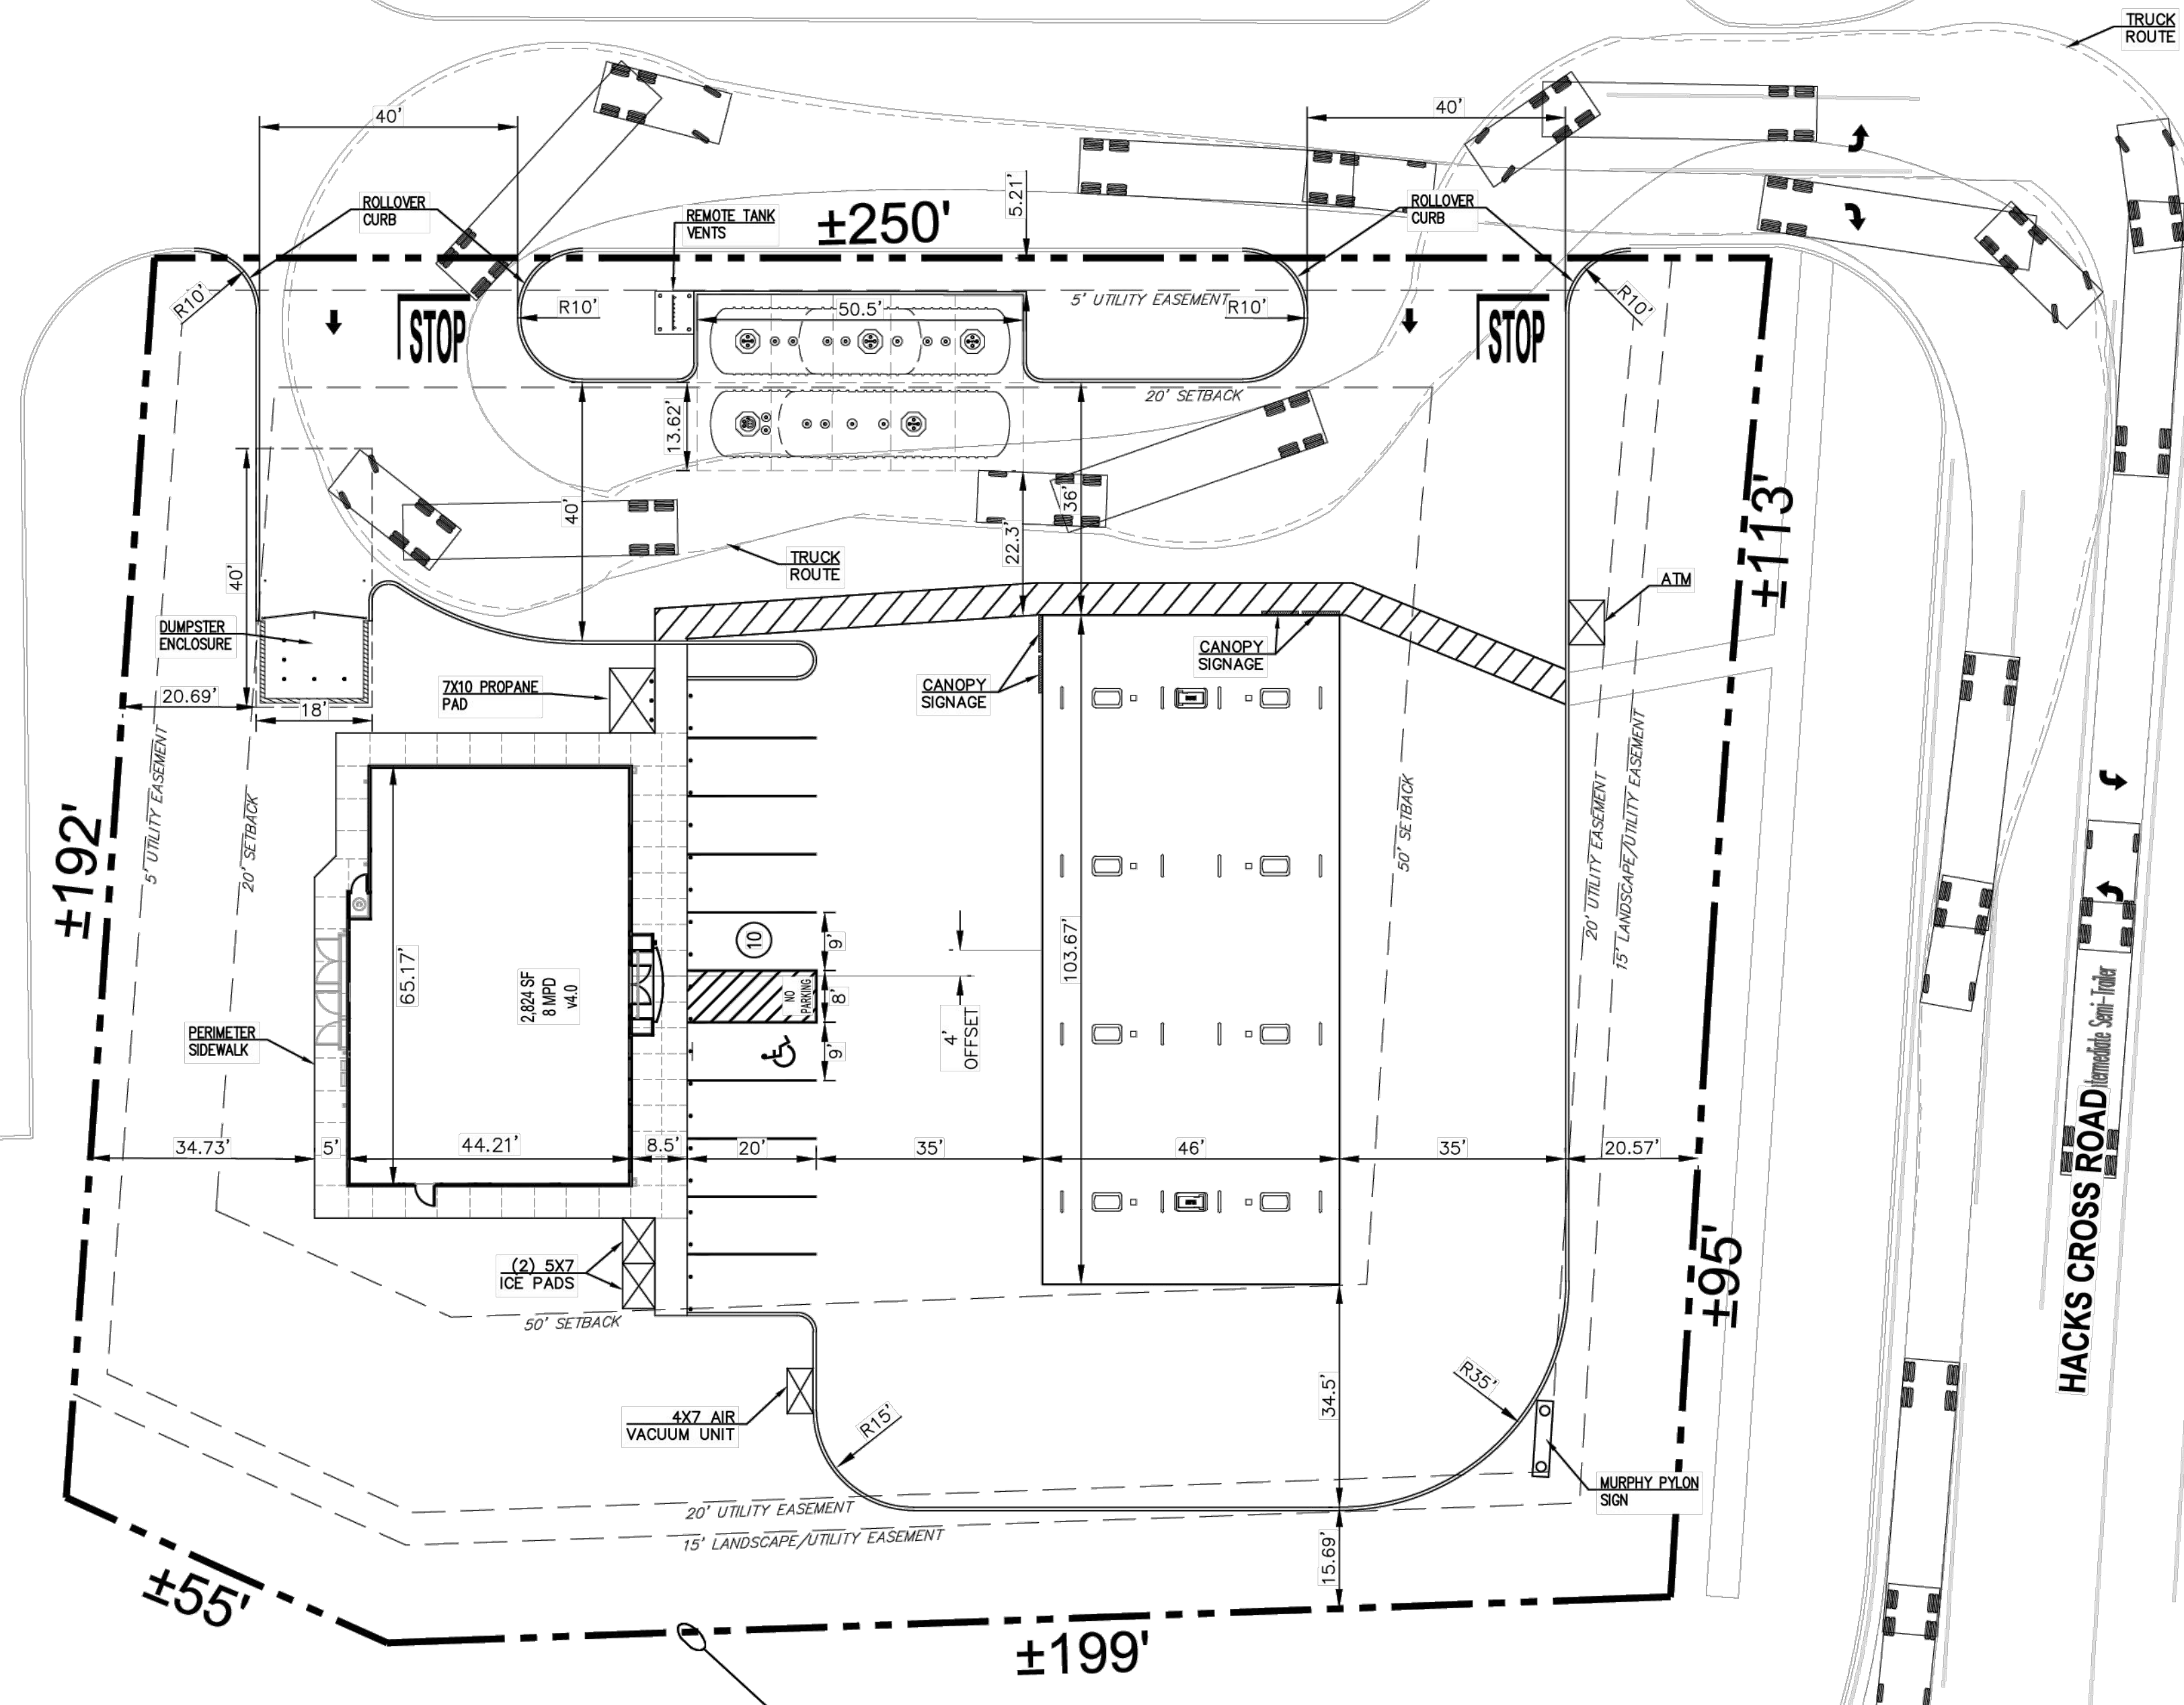 TRUCK
ROUTE
40'
40'
ROLLOVER
CURB
REMOTE TANK
VENTS
±250'
5.21'
ROLLOVER
CURB
R10'
STOP
R10'
50.5'
5' UTILITY EASEMENT
R10'
STOP
R10'
20' SETBACK
13.62'
40'
36'
22.3'
±113'
TRUCK
ROUTE
ATM
40'
DUMPSTER
ENCLOSURE
20.69'
18'
7X10 PROPANE
PAD
CANOPY
SIGNAGE
CANOPY
SIGNAGE
±192'
5' UTILITY EASEMENT
20' SETBACK
65.17'
2,824 SF
8 MPD
v4.0
10
9'
8'
9'
NO
PARKING
4'
OFFSET
103.67'
50' SETBACK
20' UTILITY EASEMENT
15' LANDSCAPE/UTILITY EASEMENT
PERIMETER
SIDEWALK
34.73'
5'
44.21'
8.5'
20'
35'
46'
35'
20.57'
HACKS CROSS ROAD
termediate Semi-Trailer
±95'
(2) 5X7
ICE PADS
50' SETBACK
4X7 AIR
VACUUM UNIT
R15'
34.5'
R35'
MURPHY PYLON
SIGN
20' UTILITY EASEMENT
15' LANDSCAPE/UTILITY EASEMENT
15.69'
±55'
±199'